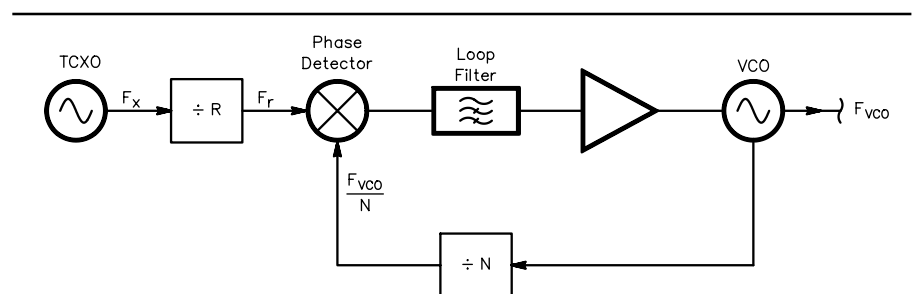 TCXO
Phase
Detector
Loop
Filter
VCO
Fx
÷ R
Fr
FVCO
FVCO
N
÷ N